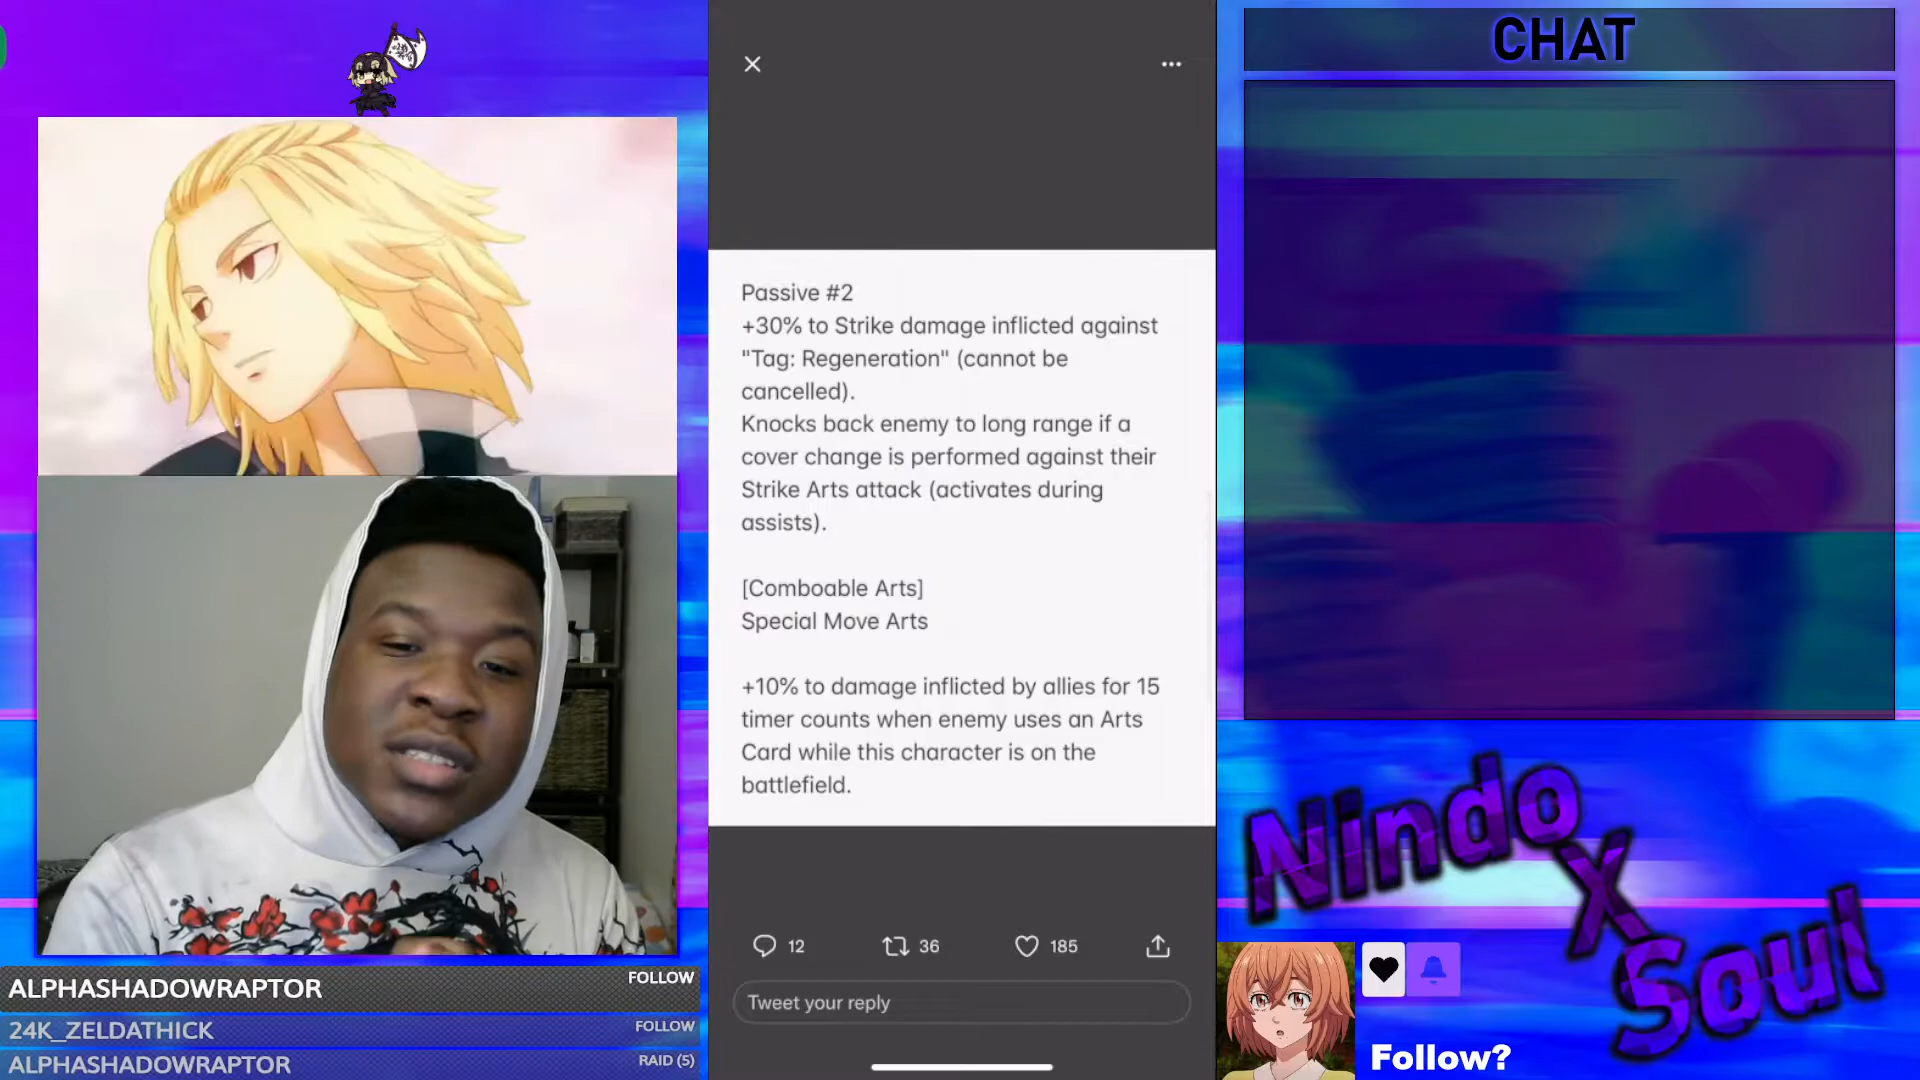 CHAT
Passive #2
+30% to Strike damage inflicted against
"Tag: Regeneration" (cannot be
cancelled).
Knocks back enemy to long range if a
cover change is performed against their
Strike Arts attack (activates during
assists).
[Comboable Arts]
Special Move Arts
+10% to damage inflicted by allies for 15
timer counts when enemy uses an Arts
Card while this character is on the
battlefield.
12
36
185
Tweet your reply
ALPHASHADOWRAPTOR
FOLLOW
24K_ZELDATHICK
FOLLOW
ALPHASHADOWRAPTOR
RAID (5)
Nindo
X
Soul
Follow?